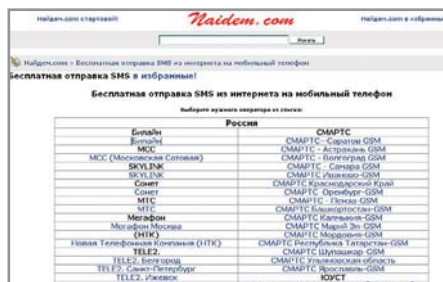 Найдем.com стартовой! Naidem.com Найдем.com в избранные
Искать
Найдем.com > Бесплатная отправка SMS из интернета на мобильный телефон
Бесплатная отправка SMS в избранные!
Бесплатная отправка SMS из интернета на мобильный телефон
Выберите нужного оператора из списка:
Россия
Билайн СМАРТС
Билайн СМАРТС - Саратов GSM
МСС СМАРТС - Астрахань GSM
МСС (Московская Сотовая) СМАРТС - Волгоград GSM
SKYLINK СМАРТС - Самара GSM
SKYLINK СМАРТС Иваново-GSM
Сонет СМАРТС Краснодарский Край
Сонет СМАРТС Оренбург-GSM
МТС СМАРТС - Пенза-GSM
МТС СМАРТС Башкортостан-GSM
Мегафон СМАРТС Калмыкия-GSM
Мегафон Москва СМАРТС Марий Эл-GSM
(НТК) СМАРТС Мордовия-GSM
Новая Телефонная Компания (НТК) СМАРТС Республика Татарстан-GSM
TELE2. СМАРТС Шупашкар-GSM
TELE2. Белгород СМАРТС Ульяновская область
TELE2. Санкт-Петербург СМАРТС Ярославль-GSM
TELE2. Ижевск ЮУСТ